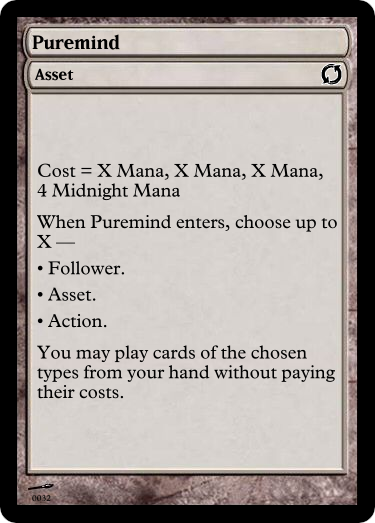 Puremind
Asset
Cost = X Mana, X Mana, X Mana,
4 Midnight Mana
When Puremind enters, choose up to
X —
• Follower.
• Asset.
• Action.
You may play cards of the chosen
types from your hand without paying
their costs.
0032